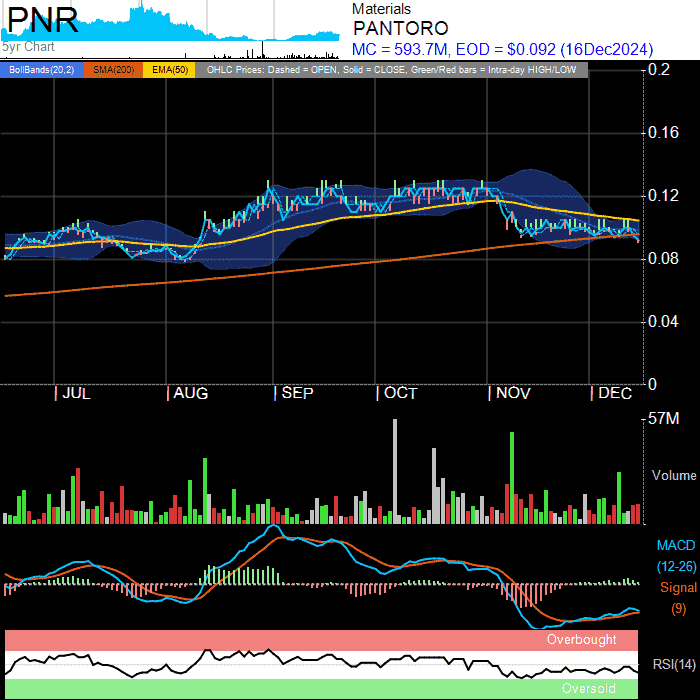 PNR
5yr Chart
Materials
PANTORO
MC = 593.7M, EOD = $0.092 (16Dec2024)
BollBands(20,2) SMA(200) EMA(50) OHLC Prices: Dashed = OPEN, Solid = CLOSE, Green/Red bars = Intra-day HIGH/LOW
0.2
0.16
0.12
0.08
0.04
0
JUL AUG SEP OCT NOV DEC
57M
Volume
MACD
(12-26)
Signal
(9)
Overbought
RSI(14)
Oversold